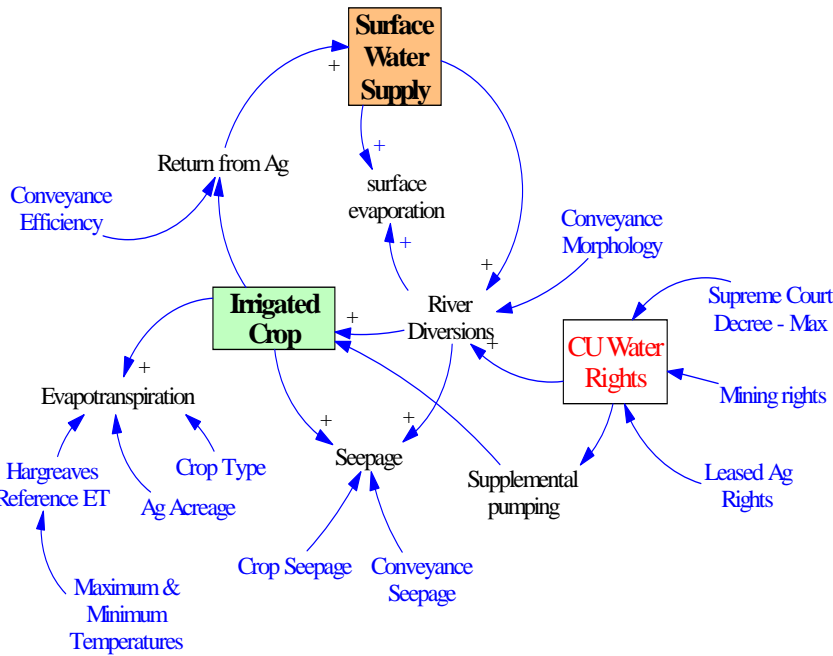 Surface
Water
Supply
+
+
Return from Ag
surface
evaporation
Conveyance
Efficiency
Conveyance
Morphology
+
+
Supreme Court
Decree - Max
Irrigated
Crop
+
River
Diversions
+
CU Water
Rights
+
Evapotranspiration
Mining rights
+
+
Seepage
Crop Type
Hargreaves
Reference ET
Ag Acreage
Supplemental
pumping
Leased Ag
Rights
Crop Seepage
Conveyance
Seepage
Maximum &
Minimum
Temperatures